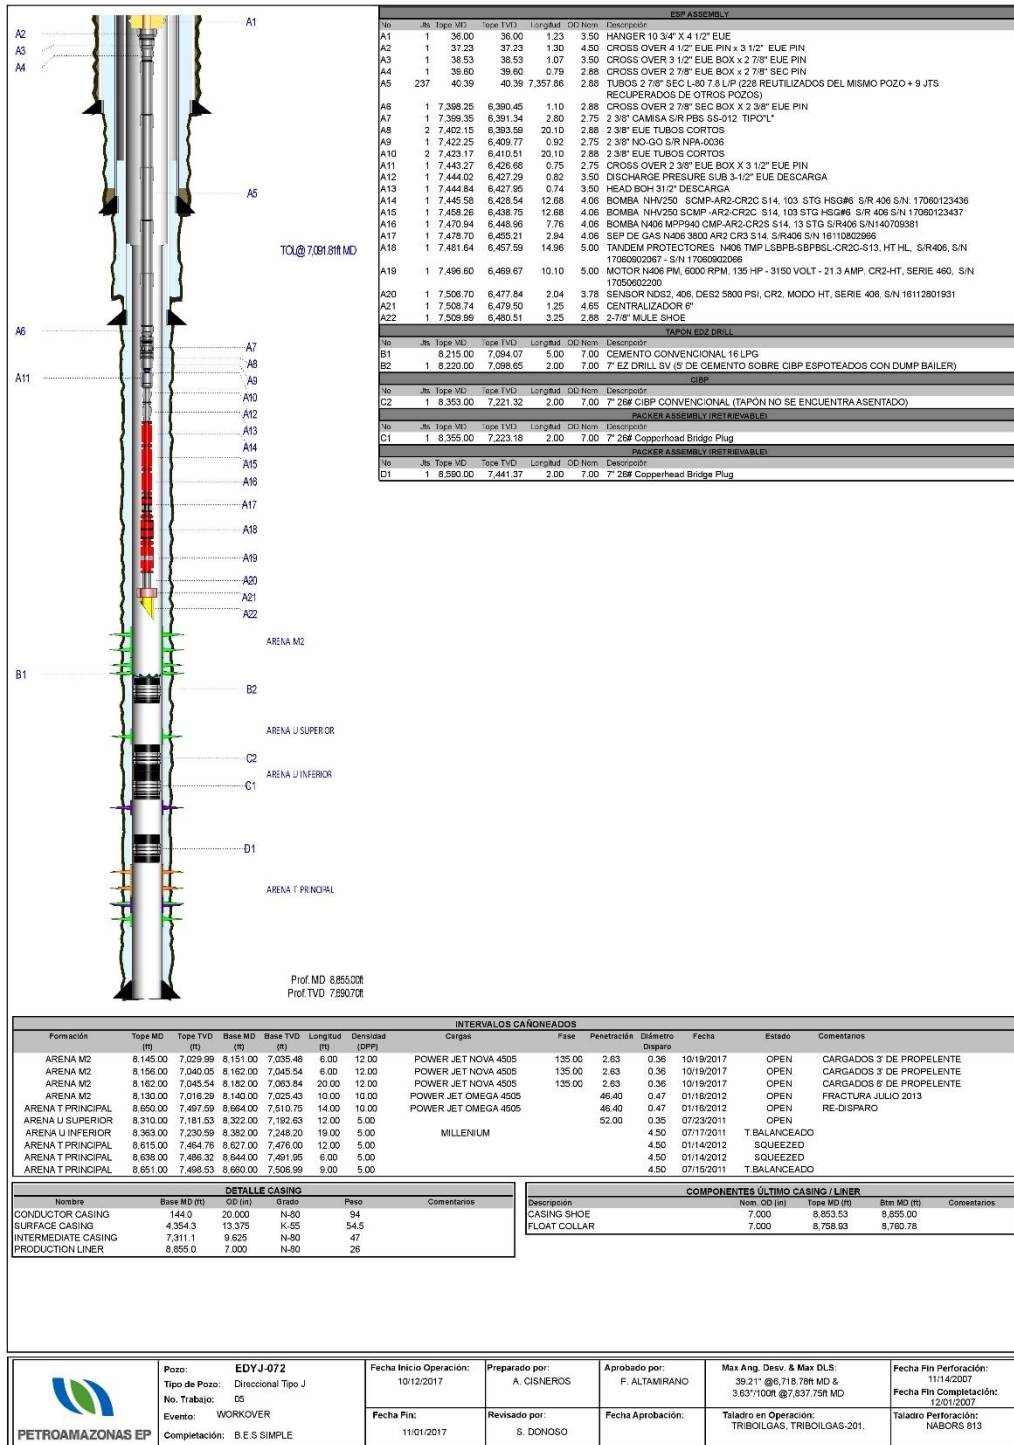 ESP ASSEMBLY
No Jts Tope MD Tope TVD Longitud OD Nom Descripción
A1 1 36.00 36.00 1.23 3.50 HANGER 10 3/4" X 4 1/2" EUE
A2 1 37.23 37.23 1.30 4.50 CROSS OVER 4 1/2" EUE PIN x 3 1/2" EUE PIN
A3 1 38.53 38.53 1.07 3.50 CROSS OVER 3 1/2" EUE BOX x 2 7/8" EUE PIN
A4 1 39.60 39.60 0.79 2.88 CROSS OVER 2 7/8" EUE BOX x 2 7/8" SEC PIN
A5 237 40.39 40.39 7,357.86 2.88 TUBOS 2 7/8" SEC L-80 7.8 L/P (228 REUTILIZADOS DEL MISMO POZO + 9 JTS
RECUPERADOS DE OTROS POZOS)
A6 1 7,398.25 6,390.45 1.10 2.88 CROSS OVER 2 7/8" SEC BOX X 2 3/8" EUE PIN
A7 1 7,399.35 6,391.34 2.80 2.75 2 3/8" CAMISA S/R PBS SS-012 TIPO"L"
A8 2 7,402.15 6,393.59 20.10 2.88 2 3/8" EUE TUBOS CORTOS
A9 1 7,422.25 6,409.77 0.92 2.75 2 3/8" NO-GO S/R NPA-0036
A10 2 7,423.17 6,410.51 20.10 2.88 2 3/8" EUE TUBOS CORTOS
A11 1 7,443.27 6,426.68 0.75 2.75 CROSS OVER 2 3/8" EUE BOX X 3 1/2" EUE PIN
A12 1 7,444.02 6,427.29 0.82 3.50 DISCHARGE PRESURE SUB 3-1/2" EUE DESCARGA
A13 1 7,444.84 6,427.95 0.74 3.50 HEAD BOH 31/2" DESCARGA
A14 1 7,445.58 6,428.54 12.68 4.06 BOMBA NHV250 SCMP-AR2-CR2C S14, 103 STG HSG#6 S/R 406 S/N: 17060123436
A15 1 7,458.26 6,438.75 12.68 4.06 BOMBA NHV250 SCMP -AR2-CR2C S14, 103 STG HSG#6 S/R 406 S/N: 17060123437
A16 1 7,470.94 6,448.96 7.76 4.06 BOMBA N406 MPP940 CMP-AR2-CR2S S14, 13 STG S/R406 S/N140709381
A17 1 7,478.70 6,455.21 2.94 4.06 SEP DE GAS N406 3800 AR2 CR3 S14, S/R406 S/N 16110802966
A18 1 7,481.64 6,457.59 14.96 5.00 TANDEM PROTECTORES N406 TMP LSBPB-SBPBSL-CR2C-S13, HT HL, S/R406, S/N
17060902067 - S/N 17060902066
A19 1 7,496.60 6,469.67 10.10 5.00 MOTOR N406 PM, 6000 RPM, 135 HP - 3150 VOLT - 21.3 AMP, CR2-HT, SERIE 460, S/N
17050602200
A20 1 7,506.70 6,477.84 2.04 3.78 SENSOR NDS2, 406, DES2 5800 PSI, CR2, MODO HT, SERIE 406, S/N 16112801931
A21 1 7,508.74 6,479.50 1.25 4.65 CENTRALIZADOR 6"
A22 1 7,509.99 6,480.51 3.25 2.88 2-7/8" MULE SHOE
TAPON EDZ DRILL
No Jts Tope MD Tope TVD Longitud OD Nom Descripción
B1 8,215.00 7,094.07 5.00 7.00 CEMENTO CONVENCIONAL 16 LPG
B2 1 8,220.00 7,098.65 2.00 7.00 7" EZ DRILL SV (5' DE CEMENTO SOBRE CIBP ESPOTEADOS CON DUMP BAILER)
CIBP
No Jts Tope MD Tope TVD Longitud OD Nom Descripción
C2 1 8,353.00 7,221.32 2.00 7.00 7" 26# CIBP CONVENCIONAL (TAPÓN NO SE ENCUENTRA ASENTADO)
PACKER ASSEMBLY (RETRIEVABLE)
No Jts Tope MD Tope TVD Longitud OD Nom Descripción
C1 1 8,355.00 7,223.18 2.00 7.00 7" 26# Copperhead Bridge Plug
PACKER ASSEMBLY (RETRIEVABLE)
No Jts Tope MD Tope TVD Longitud OD Nom Descripción
D1 1 8,590.00 7,441.37 2.00 7.00 7" 26# Copperhead Bridge Plug
A1
A2
A3
A4
A5
TOL@ 7,091.81ft MD
A6
A7
A8
A9
A11
A10
A12
A13
A14
A15
A16
A17
A18
A19
A20
A21
A22
ARENA M2
B1
B2
ARENA U SUPERIOR
C2
ARENA U INFERIOR
C1
D1
ARENA T PRINCIPAL
Prof. MD 8,855.00ft
Prof. TVD 7,690.70ft
INTERVALOS CAÑONEADOS
Formación Tope MD (ft) Tope TVD (ft) Base MD (ft) Base TVD (ft) Longitud (ft) Densidad (DPP) Cargas Fase Penetración Diámetro Disparo Fecha Estado Comentarios
ARENA M2 8,145.00 7,029.99 8,151.00 7,035.48 6.00 12.00 POWER JET NOVA 4505 135.00 2.63 0.36 10/19/2017 OPEN CARGADOS 3' DE PROPELENTE
ARENA M2 8,156.00 7,040.05 8,162.00 7,045.54 6.00 12.00 POWER JET NOVA 4505 135.00 2.63 0.36 10/19/2017 OPEN CARGADOS 3' DE PROPELENTE
ARENA M2 8,162.00 7,045.54 8,182.00 7,063.84 20.00 12.00 POWER JET NOVA 4505 135.00 2.63 0.36 10/19/2017 OPEN CARGADOS 6' DE PROPELENTE
ARENA M2 8,130.00 7,016.29 8,140.00 7,025.43 10.00 10.00 POWER JET OMEGA 4505 46.40 0.47 01/16/2012 OPEN FRACTURA JULIO 2013
ARENA T PRINCIPAL 8,650.00 7,497.59 8,664.00 7,510.75 14.00 10.00 POWER JET OMEGA 4505 46.40 0.47 01/16/2012 OPEN RE-DISPARO
ARENA U SUPERIOR 8,310.00 7,181.53 8,322.00 7,192.63 12.00 5.00 52.00 0.35 07/23/2011 OPEN
ARENA U INFERIOR 8,363.00 7,230.59 8,382.00 7,248.20 19.00 5.00 MILLENIUM 4.50 07/17/2011 T.BALANCEADO
ARENA T PRINCIPAL 8,615.00 7,464.76 8,627.00 7,476.00 12.00 5.00 4.50 01/14/2012 SQUEEZED
ARENA T PRINCIPAL 8,638.00 7,486.32 8,644.00 7,491.95 6.00 5.00 4.50 01/14/2012 SQUEEZED
ARENA T PRINCIPAL 8,651.00 7,498.53 8,660.00 7,506.99 9.00 5.00 4.50 07/15/2011 T.BALANCEADO
DETALLE CASING
Nombre Base MD (ft) OD (in) Grado Peso Comentarios
CONDUCTOR CASING 144.0 20.000 N-80 94
SURFACE CASING 4,354.3 13.375 K-55 54.5
INTERMEDIATE CASING 7,311.1 9.625 N-80 47
PRODUCTION LINER 8,855.0 7.000 N-80 26
COMPONENTES ÚLTIMO CASING / LINER
Descripción Nom. OD (in) Tope MD (ft) Btm MD (ft) Comentarios
CASING SHOE 7.000 8,853.53 8,855.00
FLOAT COLLAR 7.000 8,758.93 8,760.78
PETROAMAZONAS EP
Pozo: EDYJ-072
Tipo de Pozo: Direccional Tipo J
No. Trabajo: 05
Evento: WORKOVER
Completación: B.E.S SIMPLE
Fecha Inicio Operación:
10/12/2017
Fecha Fin:
11/01/2017
Preparado por:
A. CISNEROS
Revisado por:
S. DONOSO
Aprobado por:
F. ALTAMIRANO
Fecha Aprobación:
Max Ang. Desv. & Max DLS:
39.21° @6,718.78ft MD &
3.63°/100ft @7,837.75ft MD
Taladro en Operación:
TRIBOILGAS, TRIBOILGAS-201,
Fecha Fin Perforación:
11/14/2007
Fecha Fin Completación:
12/01/2007
Taladro Perforación:
NABORS 813